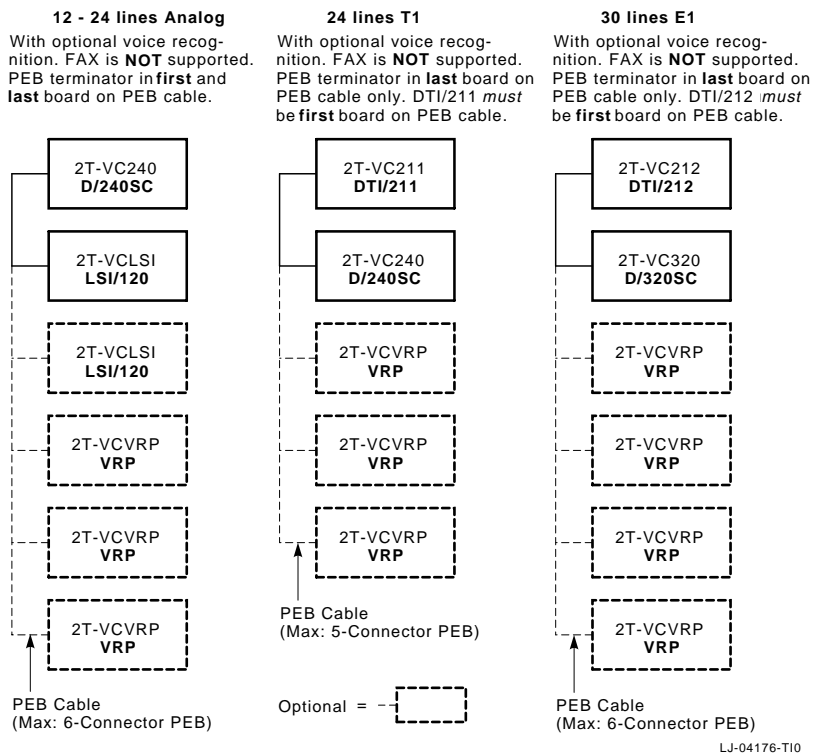 12 - 24 lines Analog
With optional voice recog-
nition. FAX is NOT supported.
PEB terminator in first and
last board on PEB cable.
2T-VC240
D/240SC
2T-VCLSI
LSI/120
2T-VCLSI
LSI/120
2T-VCVRP
VRP
2T-VCVRP
VRP
2T-VCVRP
VRP
PEB Cable
(Max: 6-Connector PEB)
24 lines T1
With optional voice recog-
nition. FAX is NOT supported.
PEB terminator in last board on
PEB cable only. DTI/211 must
be first board on PEB cable.
2T-VC211
DTI/211
2T-VC240
D/240SC
2T-VCVRP
VRP
2T-VCVRP
VRP
2T-VCVRP
VRP
PEB Cable
(Max: 5-Connector PEB)
Optional =
30 lines E1
With optional voice recog-
nition. FAX is NOT supported.
PEB terminator in last board on
PEB cable only. DTI/212 must
be first board on PEB cable.
2T-VC212
DTI/212
2T-VC320
D/320SC
2T-VCVRP
VRP
2T-VCVRP
VRP
2T-VCVRP
VRP
2T-VCVRP
VRP
PEB Cable
(Max: 6-Connector PEB)
LJ-04176-TI0